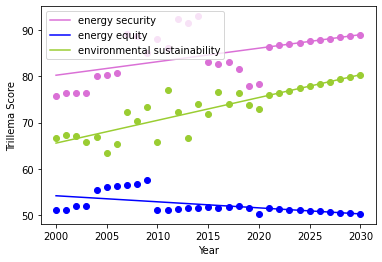 energy security
energy equity
environmental sustainability
90
80
70
60
50
Trillema Score
2000
2005
2010
2015
2020
2025
2030
Year